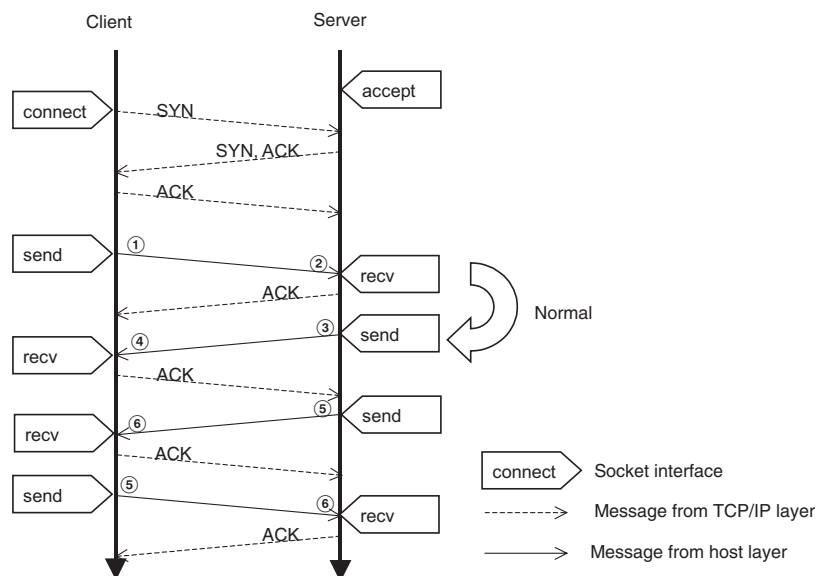 Client Server
accept
connect SYN
SYN, ACK
ACK
send ① ② recv
ACK
Normal
③ send
④
recv
ACK
⑤ send
⑥
recv
ACK
connect Socket interface
send ⑤
⑥ recv
Message from TCP/IP layer
ACK
Message from host layer